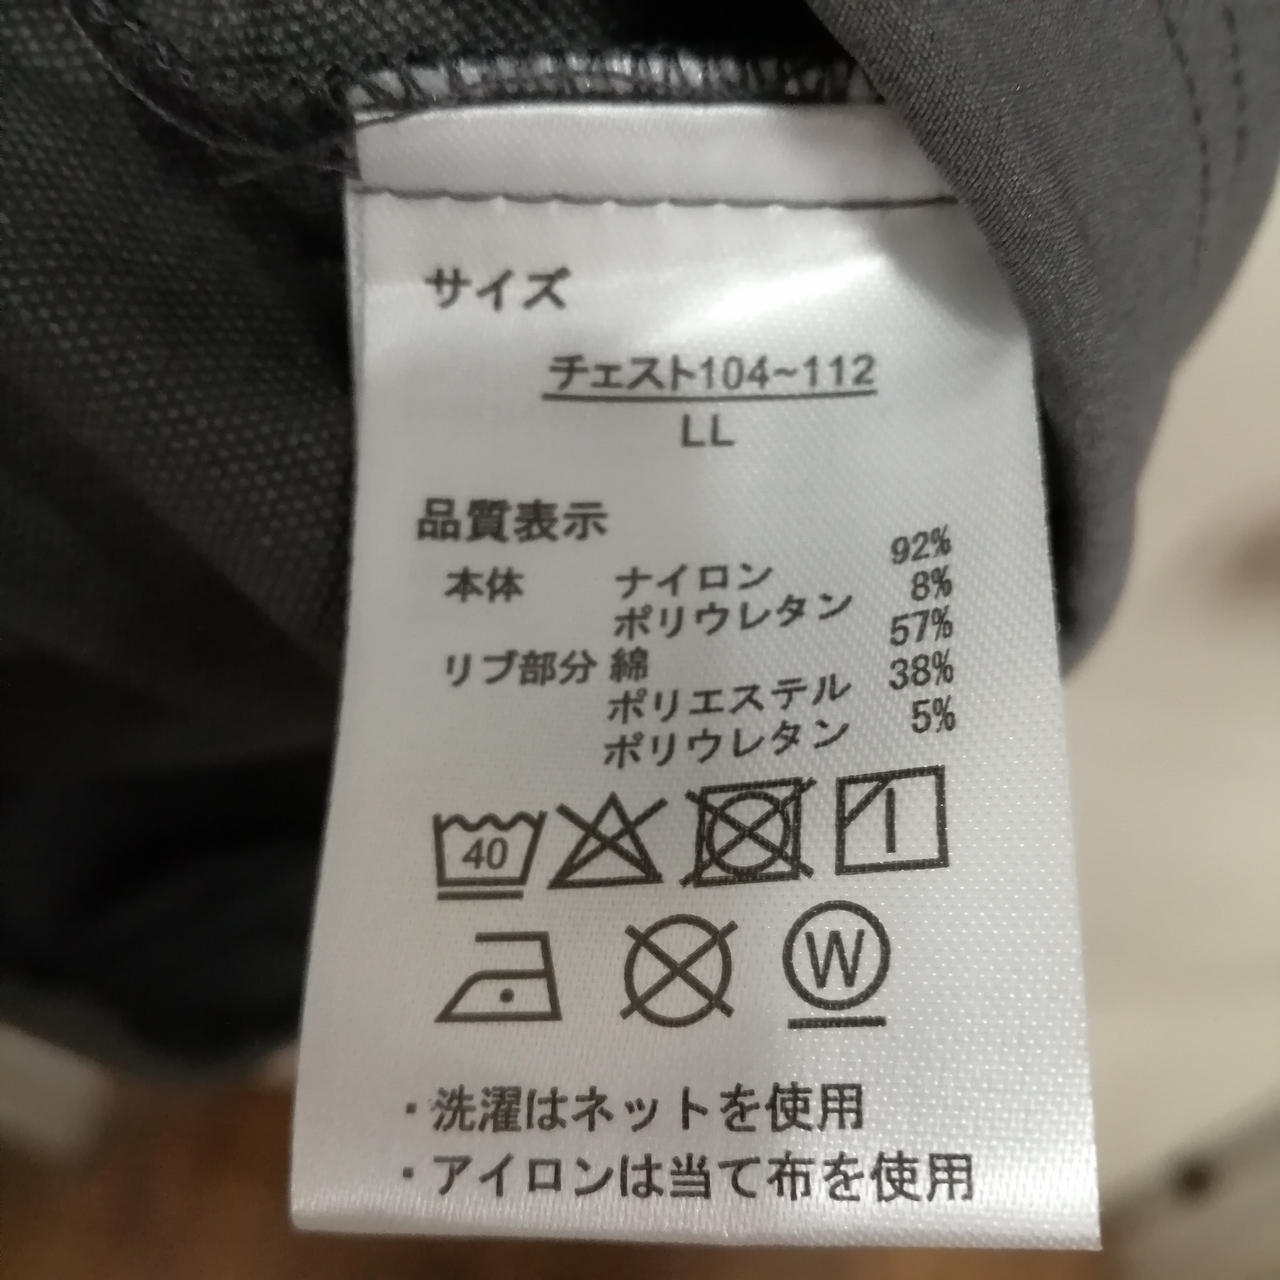 サイズ
チェスト104~112
LL
品質表示
本体 ナイロン 92%
ポリウレタン 8%
リブ部分 綿 57%
ポリエステル 38%
ポリウレタン 5%
40
W
・洗濯はネットを使用
・アイロンは当て布を使用